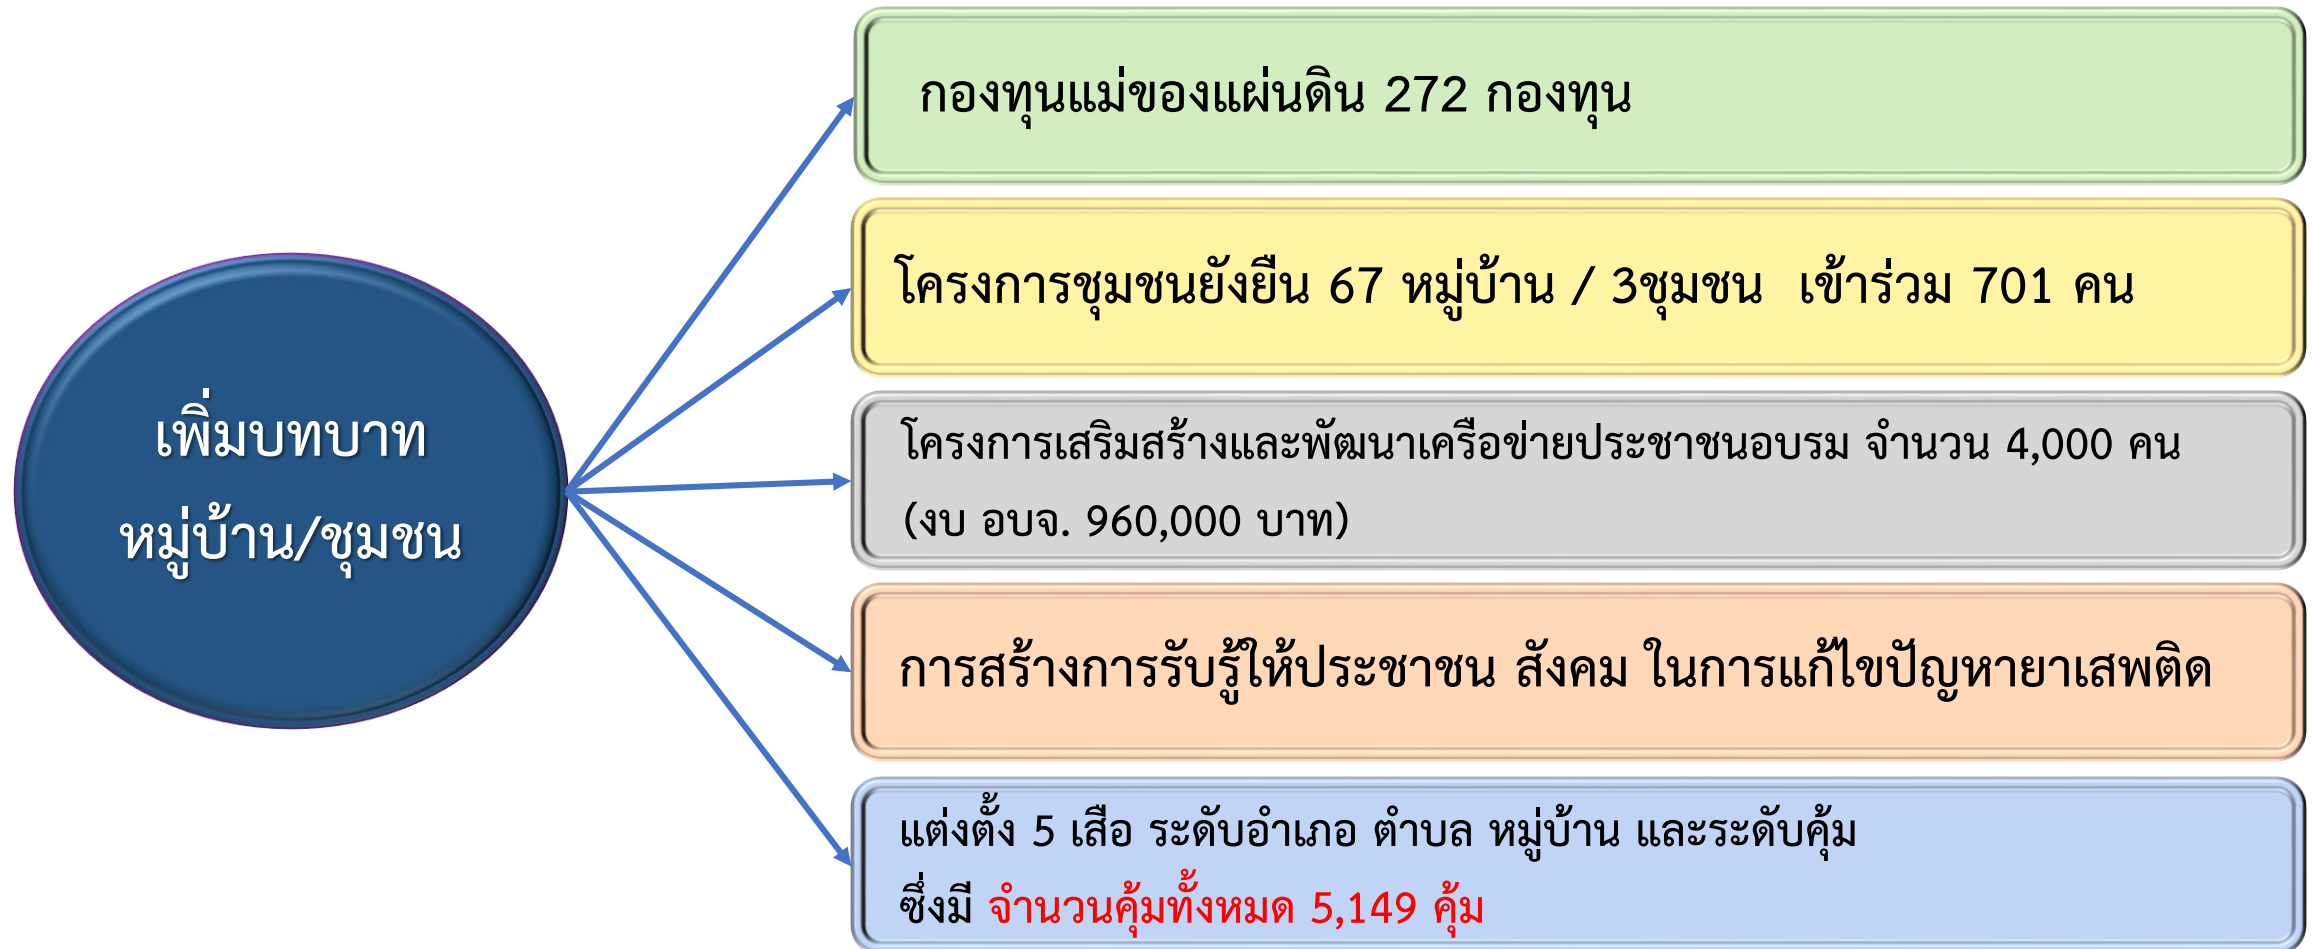 เพิ่มบทบาท
หมู่บ้าน/ชุมชน
กองทุนแม่ของแผ่นดิน 272 กองทุน
โครงการชุมชนยั่งยืน 67 หมู่บ้าน / 3ชุมชน เข้าร่วม 701 คน
โครงการเสริมสร้างและพัฒนาเครือข่ายประชาชนอบรม จำนวน 4,000 คน
(งบ อบจ. 960,000 บาท)
การสร้างการรับรู้ให้ประชาชน สังคม ในการแก้ไขปัญหายาเสพติด
แต่งตั้ง 5 เสือ ระดับอำเภอ ตำบล หมู่บ้าน และระดับคุ้ม
ซึ่งมี จำนวนคุ้มทั้งหมด 5,149 คุ้ม